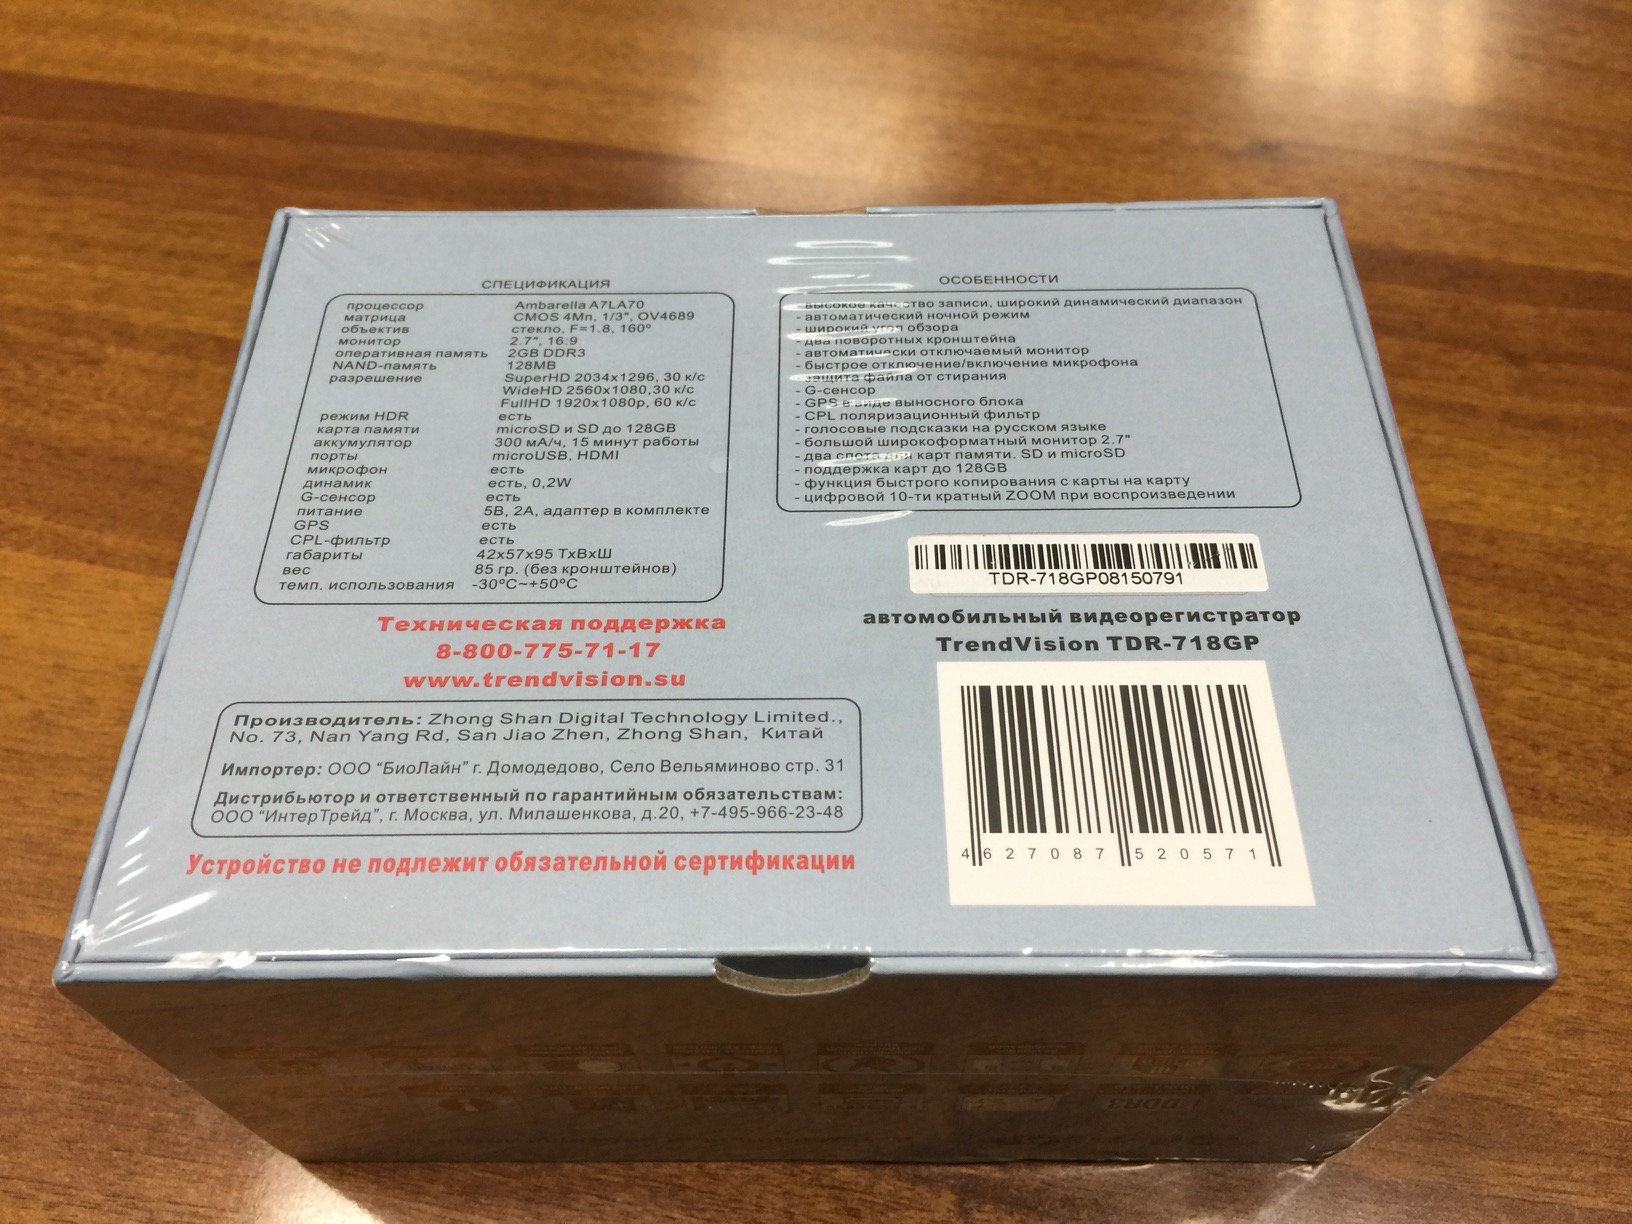 СПЕЦИФИКАЦИЯ
процессор Ambarella A7LA70
матрица CMOS 4Мп, 1/3", OV4689
объектив стекло, F=1.8, 160º
монитор 2.7", 16:9
оперативная память 2GB DDR3
NAND-память 128MB
разрешение SuperHD 2034x1296, 30 к/с
WideHD 2560x1080,30 к/с
FullHD 1920x1080p, 60 к/с
режим HDR есть
карта памяти microSD и SD до 128GB
аккумулятор 300 мА/ч, 15 минут работы
порты microUSB, HDMI
микрофон есть
динамик есть, 0,2W
G-сенсор есть
питание 5В, 2А, адаптер в комплекте
GPS есть
CPL-фильтр есть
габариты 42x57x95 ТхВхШ
вес 85 гр. (без кронштейнов)
темп. использования -30ºC~+50ºC
ОСОБЕННОСТИ
- высокое качество записи, широкий динамический диапазон
- автоматический ночной режим
- широкий угол обзора
- два поворотных кронштейна
- автоматически отключаемый монитор
- быстрое отключение/включение микрофона
- защита файла от стирания
- G-сенсор
- GPS в виде выносного блока
- CPL поляризационный фильтр
- голосовые подсказки на русском языке
- большой широкоформатный монитор 2.7"
- два слота для карт памяти. SD и microSD
- поддержка карт до 128GB
- функция быстрого копирования с карты на карту
- цифровой 10-ти кратный ZOOM при воспроизведении
TDR-718GP08150791
автомобильный видеорегистратор
TrendVision TDR-718GP
4 627087 520571
Техническая поддержка
8-800-775-71-17
www.trendvision.su
Производитель: Zhong Shan Digital Technology Limited.,
No. 73, Nan Yang Rd, San Jiao Zhen, Zhong Shan, Китай
Импортер: ООО “БиоЛайн” г. Домодедово, Село Вельяминово стр. 31
Дистрибьютор и ответственный по гарантийным обязательствам:
ООО “ИнтерТрейд”, г. Москва, ул. Милашенкова, д.20, +7-495-966-23-48
Устройство не подлежит обязательной сертификации
DDR3